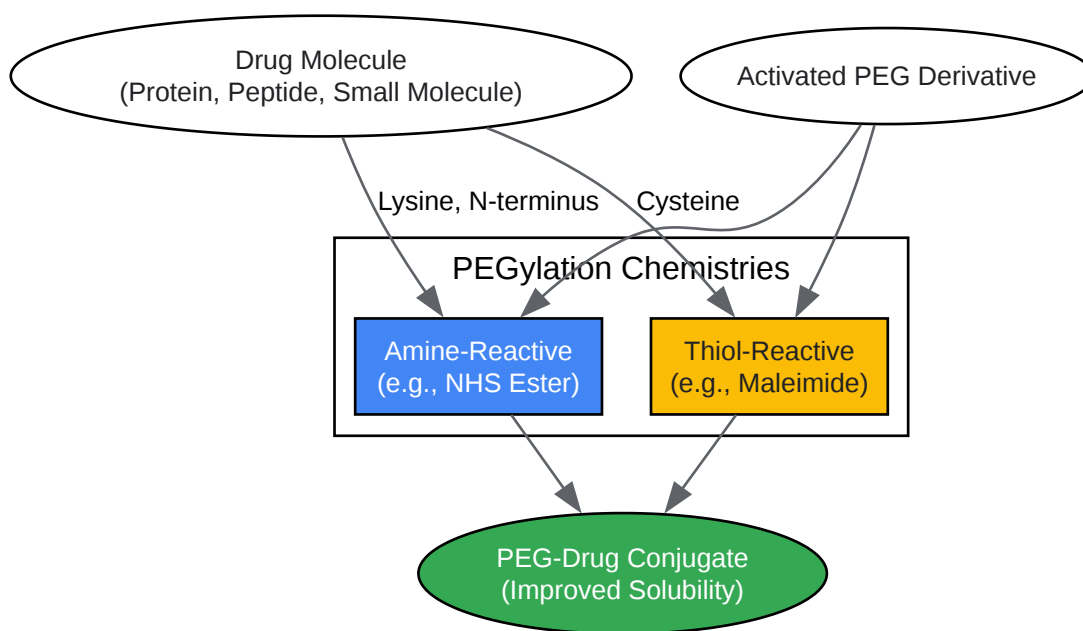 Drug Molecule
(Protein, Peptide, Small Molecule)
Activated PEG Derivative
Lysine, N-terminus
Cysteine
PEGylation Chemistries
Amine-Reactive
(e.g., NHS Ester)
Thiol-Reactive
(e.g., Maleimide)
PEG-Drug Conjugate
(Improved Solubility)